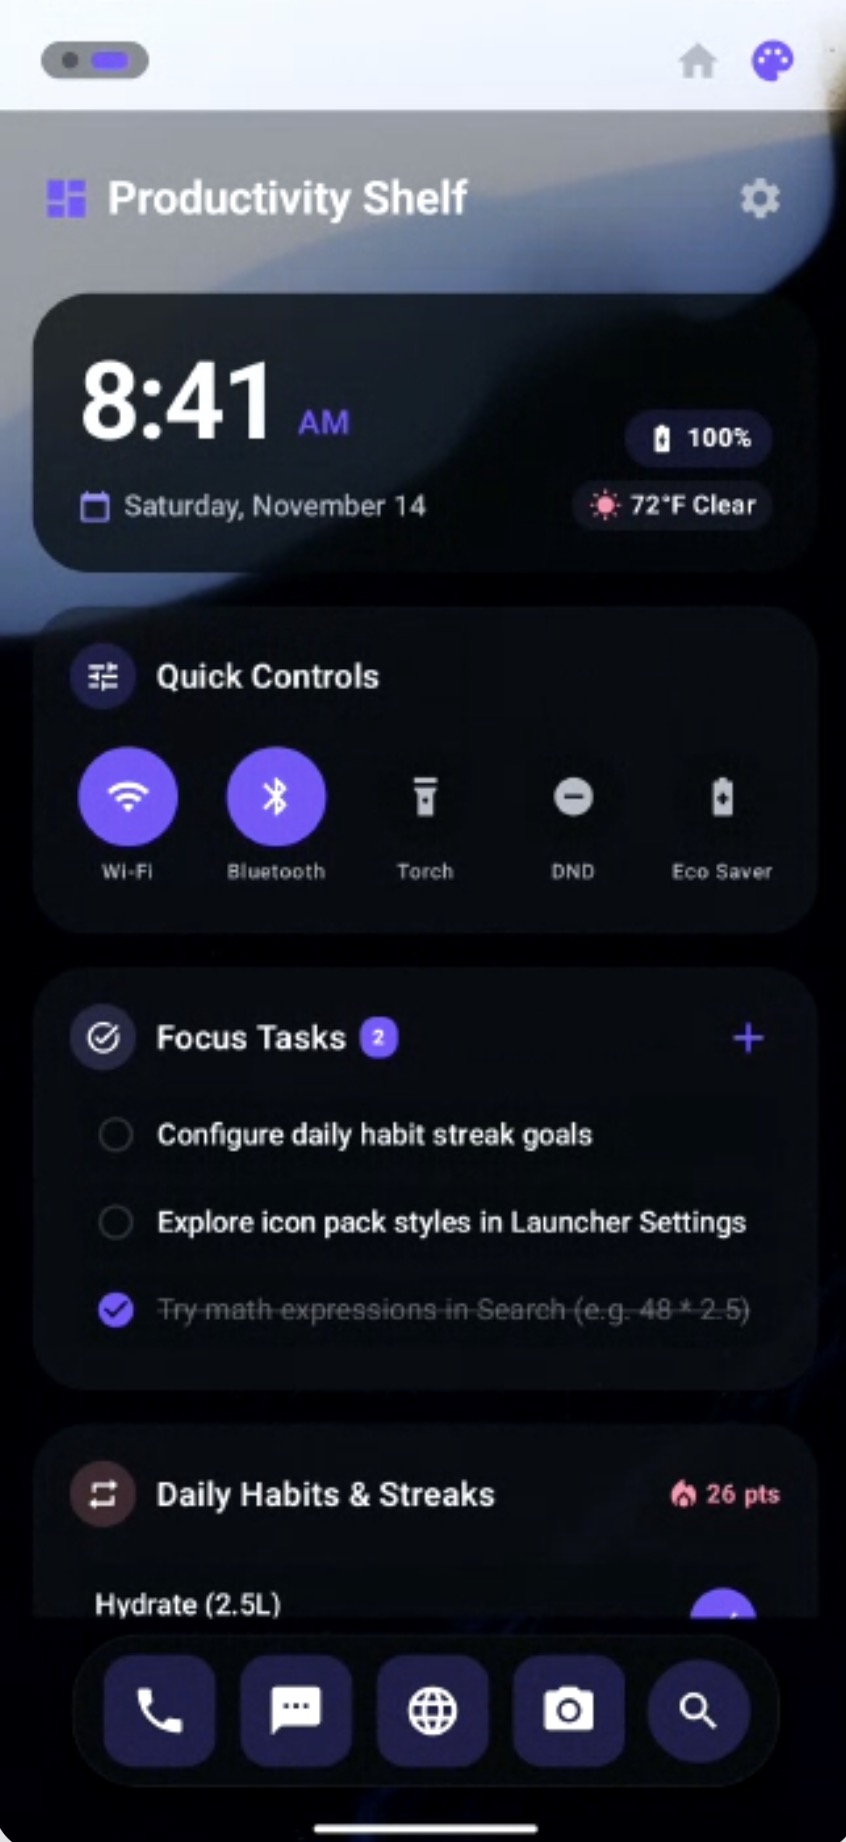 Productivity Shelf
8:41 AM
100%
Saturday, November 14
72°F Clear
Quick Controls
Wi-Fi
Bluetooth
Torch
DND
Eco Saver
Focus Tasks 2
Configure daily habit streak goals
Explore icon pack styles in Launcher Settings
Try math expressions in Search (e.g. 48 * 2.5)
Daily Habits & Streaks
26 pts
Hydrate (2.5L)